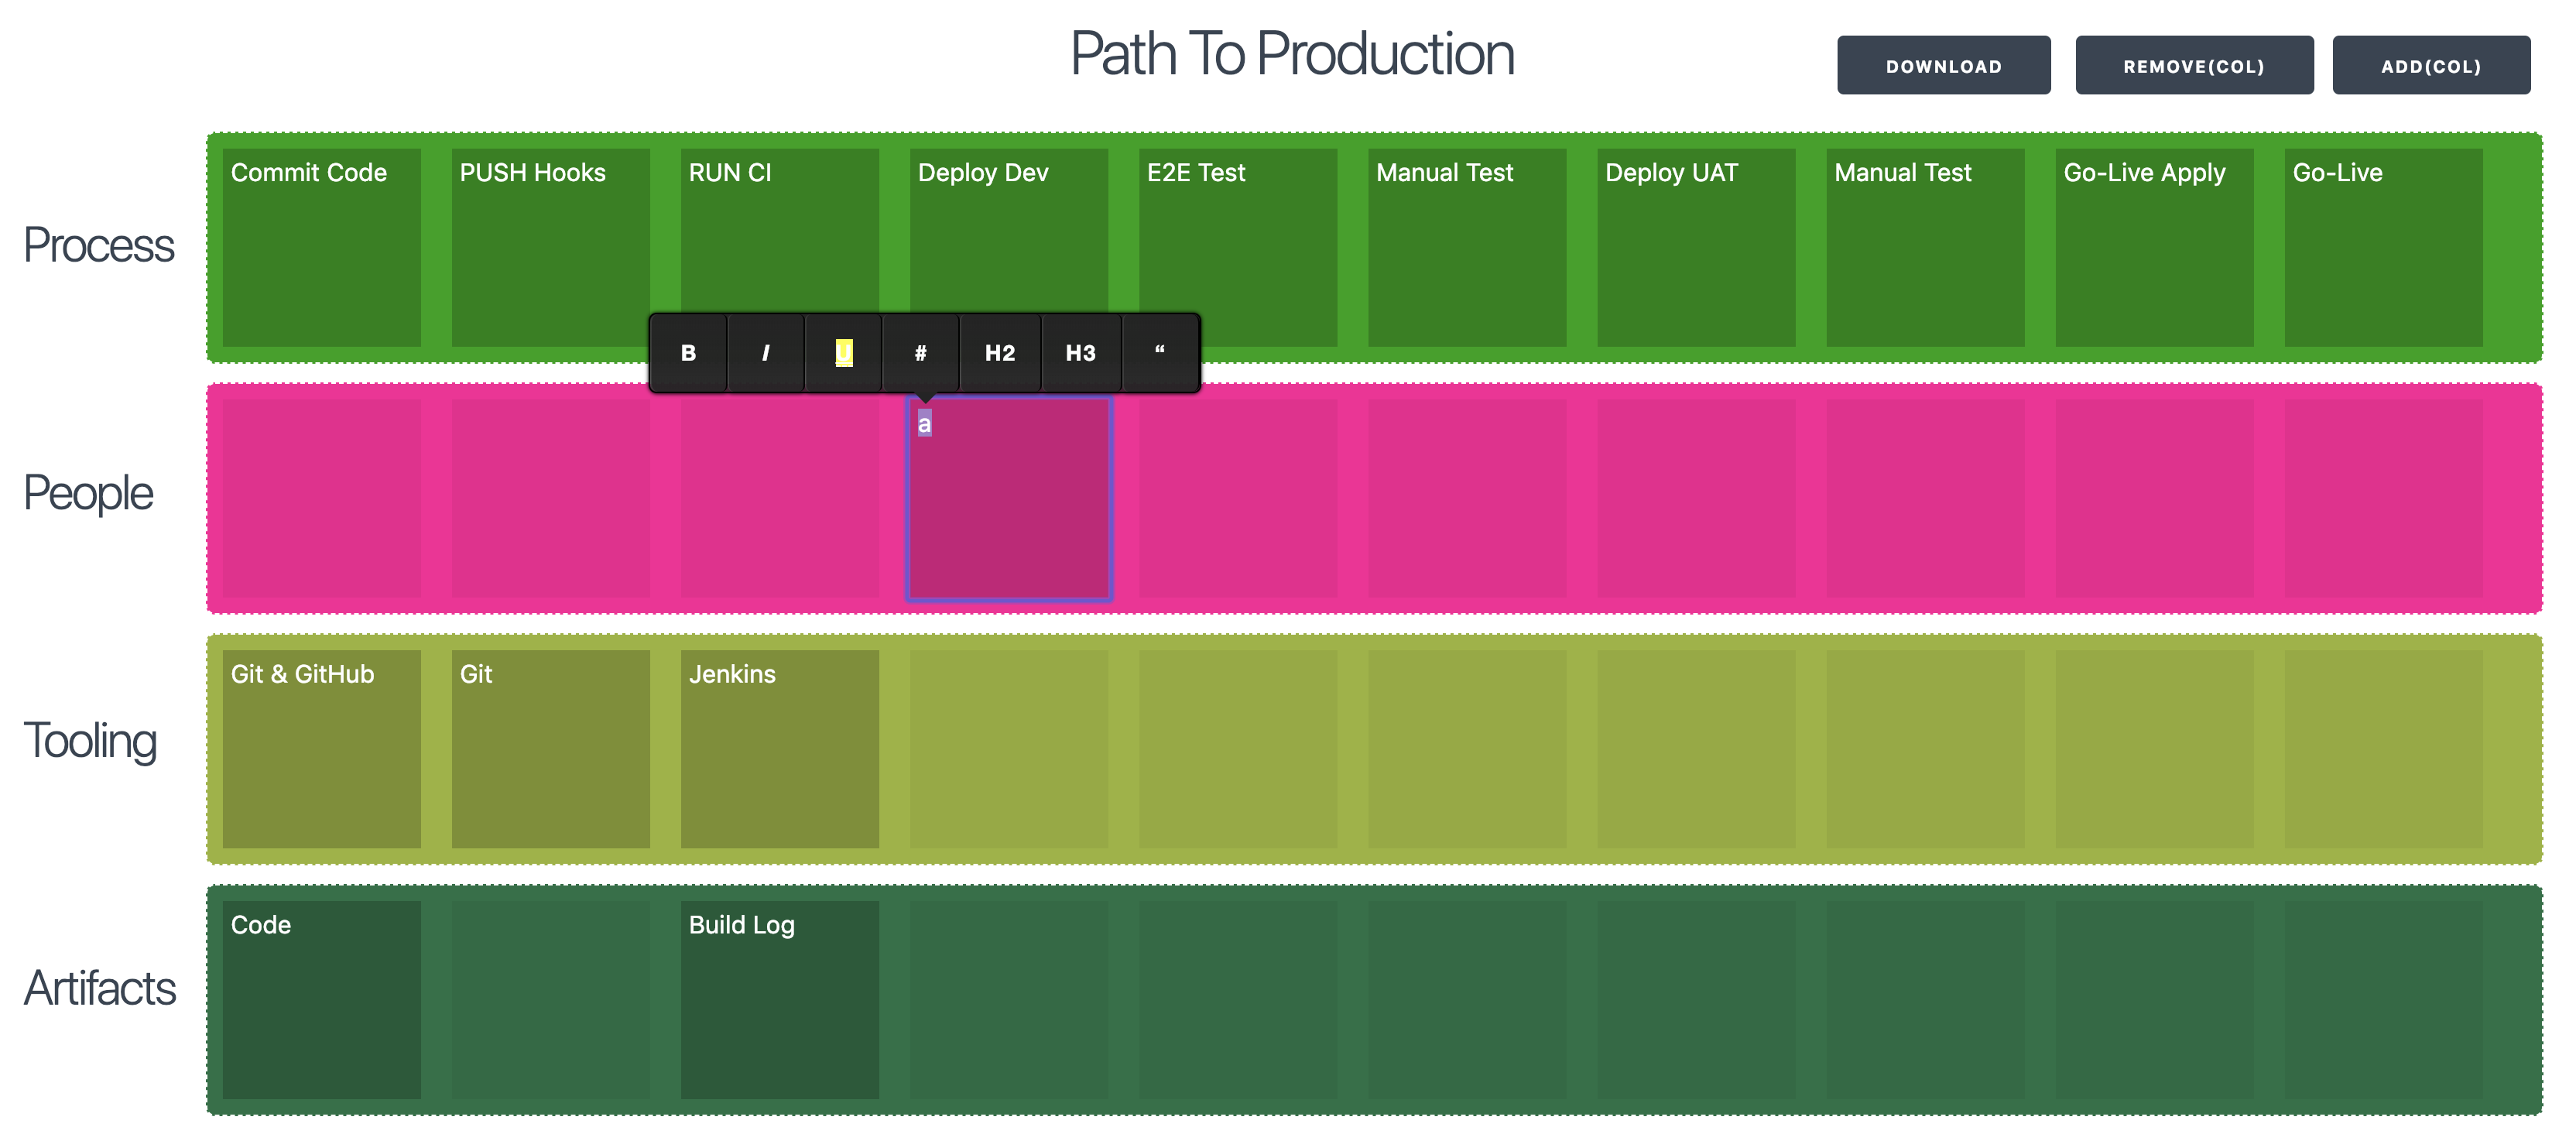 Path To Production
DOWNLOAD
REMOVE(COL)
ADD(COL)
Process
Commit Code
PUSH Hooks
RUN CI
Deploy Dev
E2E Test
Manual Test
Deploy UAT
Manual Test
Go-Live Apply
Go-Live
B
I
U
#
H2
H3
“
People
a
Tooling
Git & GitHub
Git
Jenkins
Artifacts
Code
Build Log